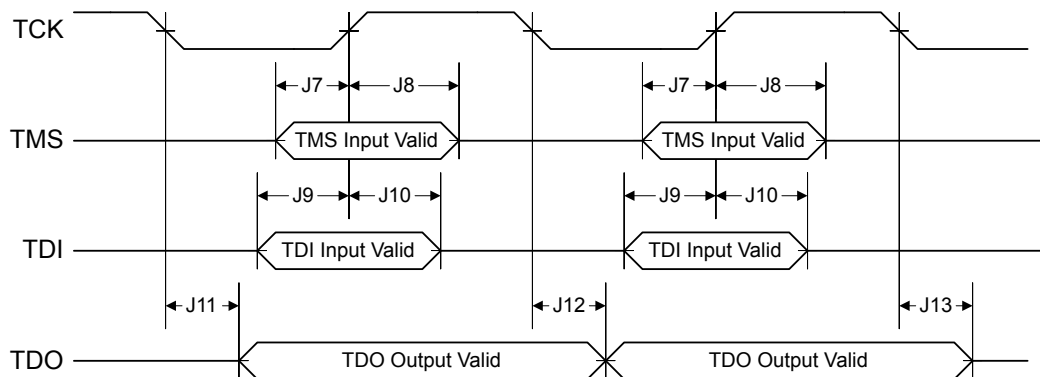 TCK
J7 J8 J7 J8
TMS TMS Input Valid TMS Input Valid
J9 J10 J9 J10
TDI TDI Input Valid TDI Input Valid
J11 J12 J13
TDO TDO Output Valid TDO Output Valid